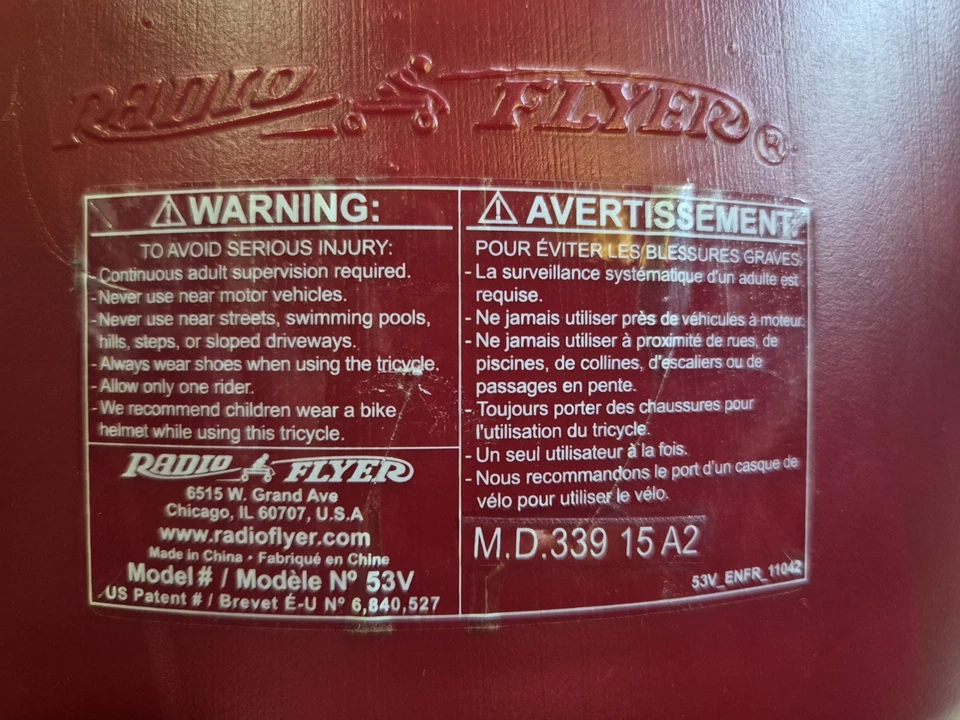 RADIO FLYER®
WARNING:
TO AVOID SERIOUS INJURY:
- Continuous adult supervision required.
- Never use near motor vehicles.
- Never use near streets, swimming pools,
hills, steps, or sloped driveways.
- Always wear shoes when using the tricycle.
- Allow only one rider.
- We recommend children wear a bike
helmet while using this tricycle.
RADIO FLYER
6515 W. Grand Ave
Chicago, IL 60707, U.S.A
www.radioflyer.com
Made in China • Fabriqué en Chine
Model # / Modèle Nº 53V
US Patent # / Brevet É-U Nº 6,840,527
AVERTISSEMENT:
POUR ÉVITER LES BLESSURES GRAVES:
- La surveillance systématique d'un adulte est
requise.
- Ne jamais utiliser près de véhicules à moteur.
- Ne jamais utiliser à proximité de rues, de
piscines, de collines, d'escaliers ou de
passages en pente.
- Toujours porter des chaussures pour
l'utilisation du tricycle.
- Un seul utilisateur à la fois.
- Nous recommandons le port d'un casque de
vélo pour utiliser le vélo.
M.D.339 15 A2
53V_ENFR_11042